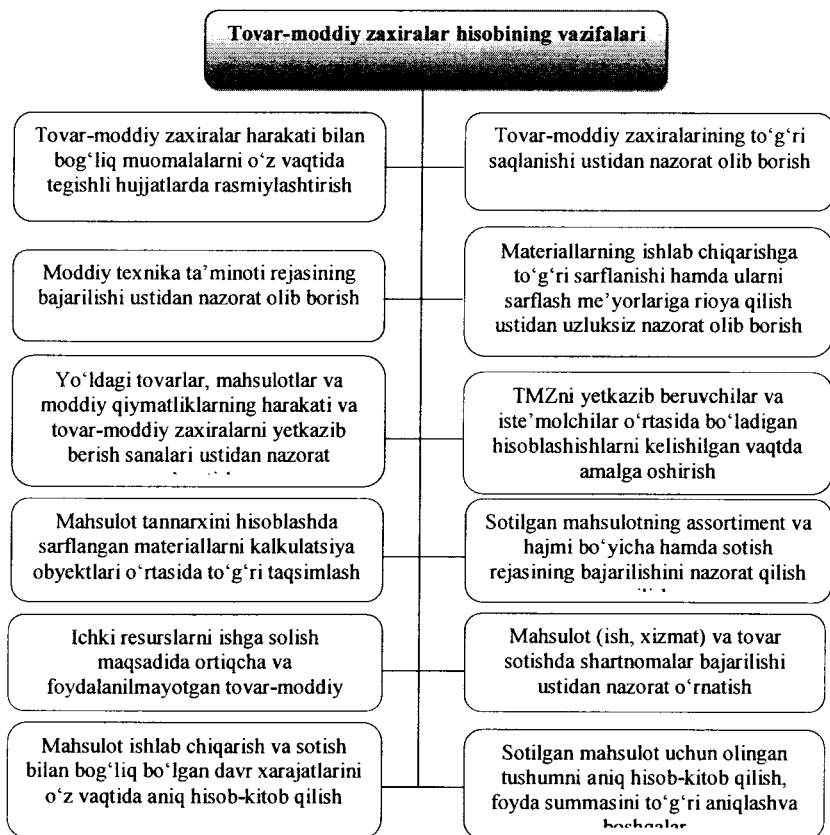 Tovar-moddiy zaxiralar hisobining vazifalari
Tovar-moddiy zaxiralar harakati bilan
bog‘liq muomalalarni o‘z vaqtida
tegishli hujjatlarda rasmiylashtirish
Tovar-moddiy zaxiralarining to‘g‘ri
saqlanishi ustidan nazorat olib borish
Moddiy texnika ta’minoti rejasining
bajarilishi ustidan nazorat olib borish
Materiallarning ishlab chiqarishga
to‘g‘ri sarflanishi hamda ularni
sarflash me’yorlariga rioya qilish
ustidan uzluksiz nazorat olib borish
Yo‘ldagi tovarlar, mahsulotlar va
moddiy qiymatliklarning harakati va
tovar-moddiy zaxiralarni yetkazib
berish sanalari ustidan nazorat
TMZni yetkazib beruvchilar va
iste’molchilar o‘rtasida bo‘ladigan
hisoblashishlarni kelishilgan vaqtda
amalga oshirish
Mahsulot tannarxini hisoblashda
sarflangan materiallarni kalkulatsiya
obyektlari o‘rtasida to‘g‘ri taqsimlash
Sotilgan mahsulotning assortiment va
hajmi bo‘yicha hamda sotish
rejasining bajarilishini nazorat qilish
Ichki resurslarni ishga solish
maqsadida ortiqcha va
foydalanilmayotgan tovar-moddiy
Mahsulot (ish, xizmat) va tovar
sotishda shartnomalar bajarilishi
ustidan nazorat o‘rnatish
Mahsulot ishlab chiqarish va sotish
bilan bog‘liq bo‘lgan davr xarajatlarini
o‘z vaqtida aniq hisob-kitob qilish
Sotilgan mahsulot uchun olingan
tushumni aniq hisob-kitob qilish,
foyda summasini to‘g‘ri aniqlashva
boshqalar